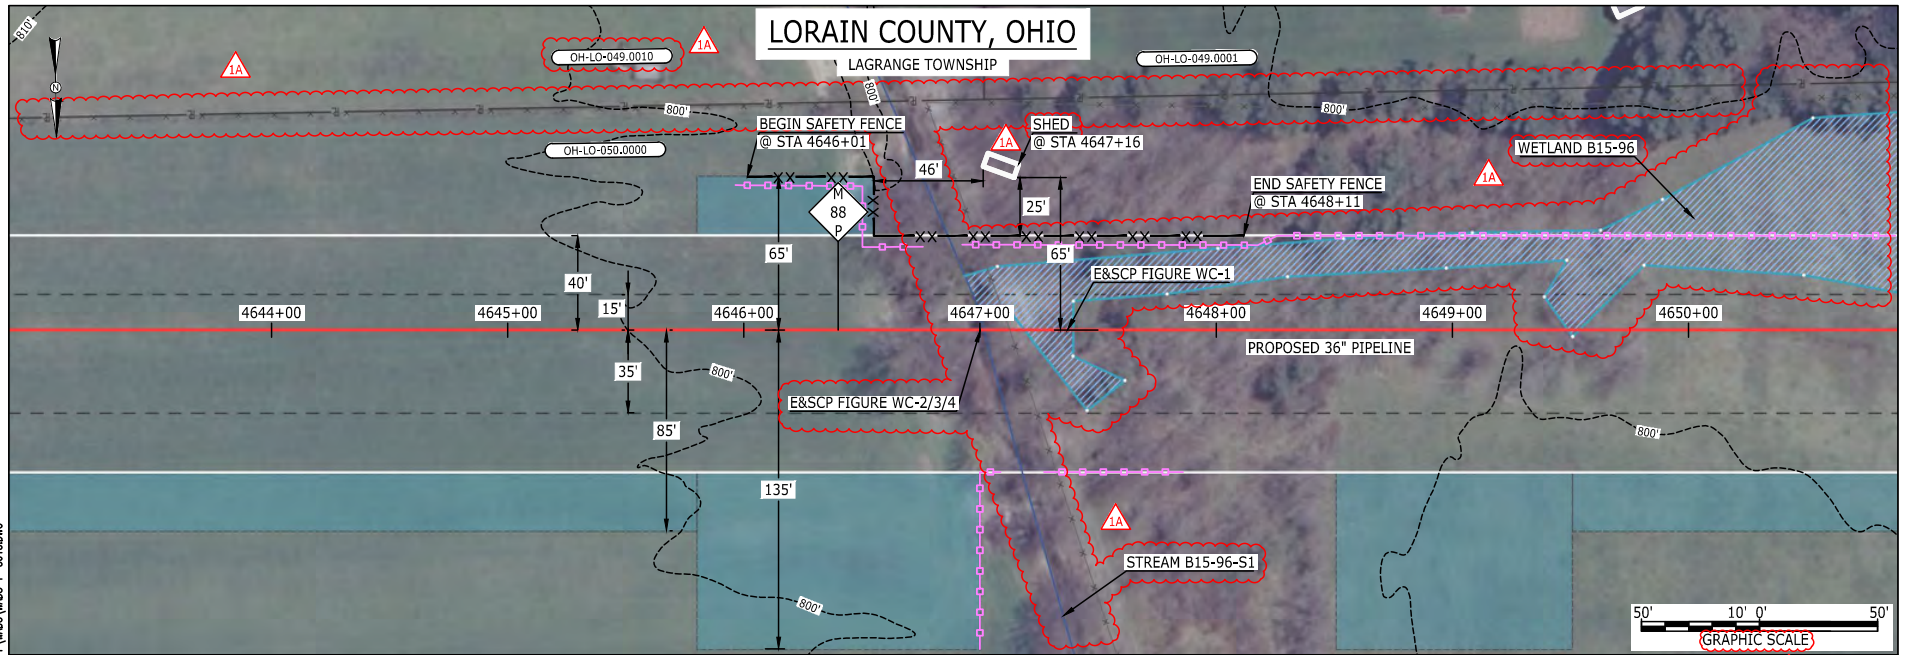 LORAIN COUNTY, OHIO
LAGRANGE TOWNSHIP
810'
1A
OH-LO-049.0010
1A
OH-LO-049.0001
N
800'
800'
800'
BEGIN SAFETY FENCE
@ STA 4646+01
SHED
@ STA 4647+16
1A
OH-LO-050.0000
WETLAND B15-96
1A
46'
END SAFETY FENCE
@ STA 4648+11
M
88
P
25'
65'
65'
E&SCP FIGURE WC-1
40'
15'
4644+00
4645+00
4646+00
4647+00
4648+00
4649+00
4650+00
PROPOSED 36" PIPELINE
35'
800'
E&SCP FIGURE WC-2/3/4
85'
800'
135'
1A
STREAM B15-96-S1
800'
50'
10'
0'
50'
GRAPHIC SCALE